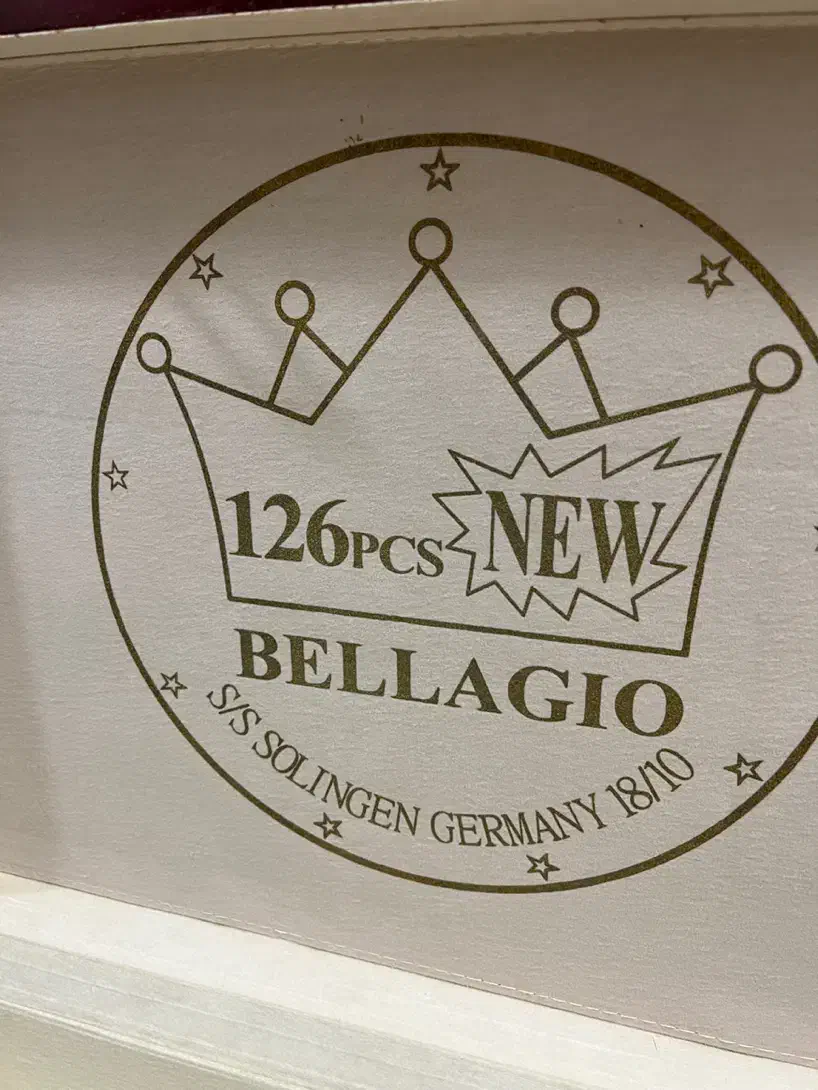 126PCS NEW
BELLAGIO
S/S SOLINGEN GERMANY 18/10